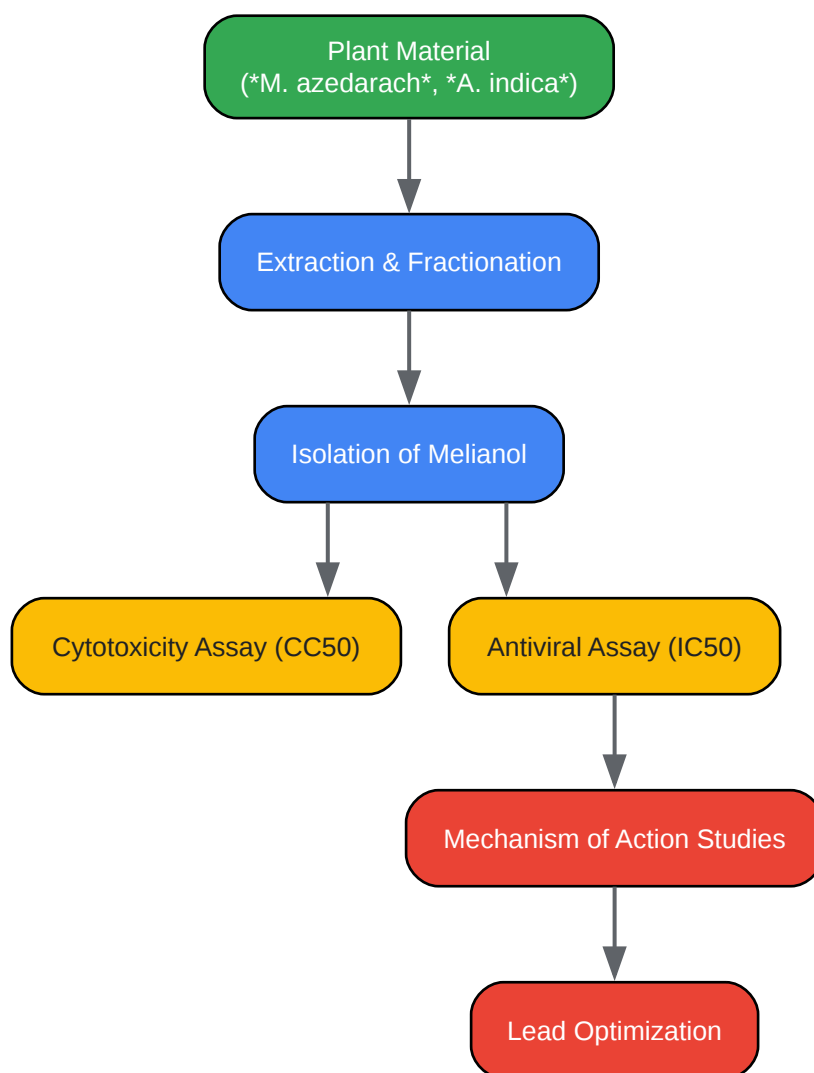 Plant Material
(*M. azedarach*, *A. indica*)
Extraction & Fractionation
Isolation of Melianol
Cytotoxicity Assay (CC50)
Antiviral Assay (IC50)
Mechanism of Action Studies
Lead Optimization